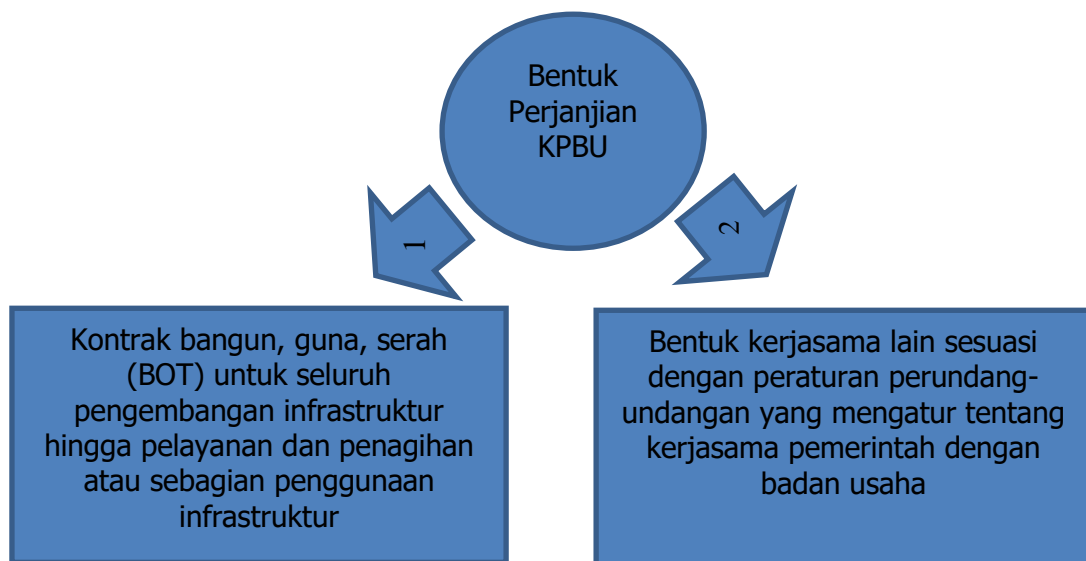 Bentuk
Perjanjian
KPBU
1
2
Kontrak bangun, guna, serah
(BOT) untuk seluruh
pengembangan infrastruktur
hingga pelayanan dan penagihan
atau sebagian penggunaan
infrastruktur
Bentuk kerjasama lain sesuasi
dengan peraturan perundang-
undangan yang mengatur tentang
kerjasama pemerintah dengan
badan usaha